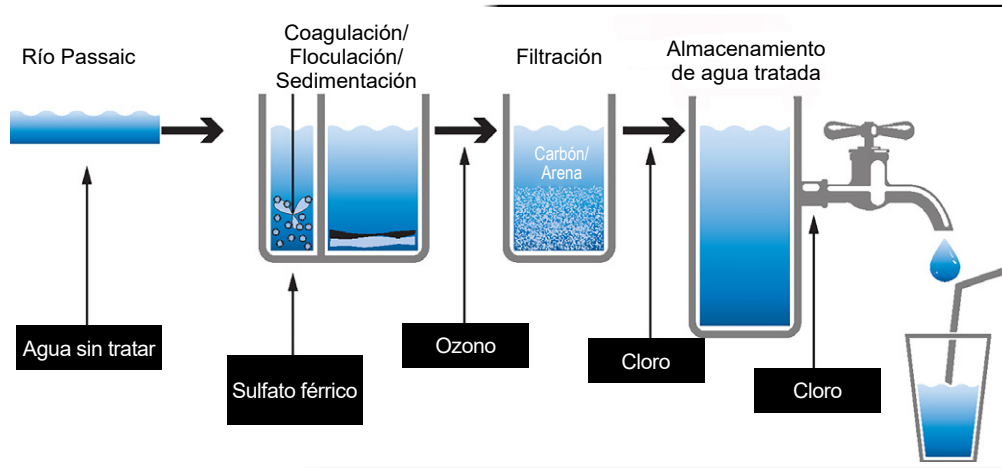 Río Passaic
Coagulación/
Floculación/
Sedimentación/
Filtración
Almacenamiento
de agua tratada
Carbón/
Arena
Agua sin tratar
Sulfato férrico
Ozono
Cloro
Cloro